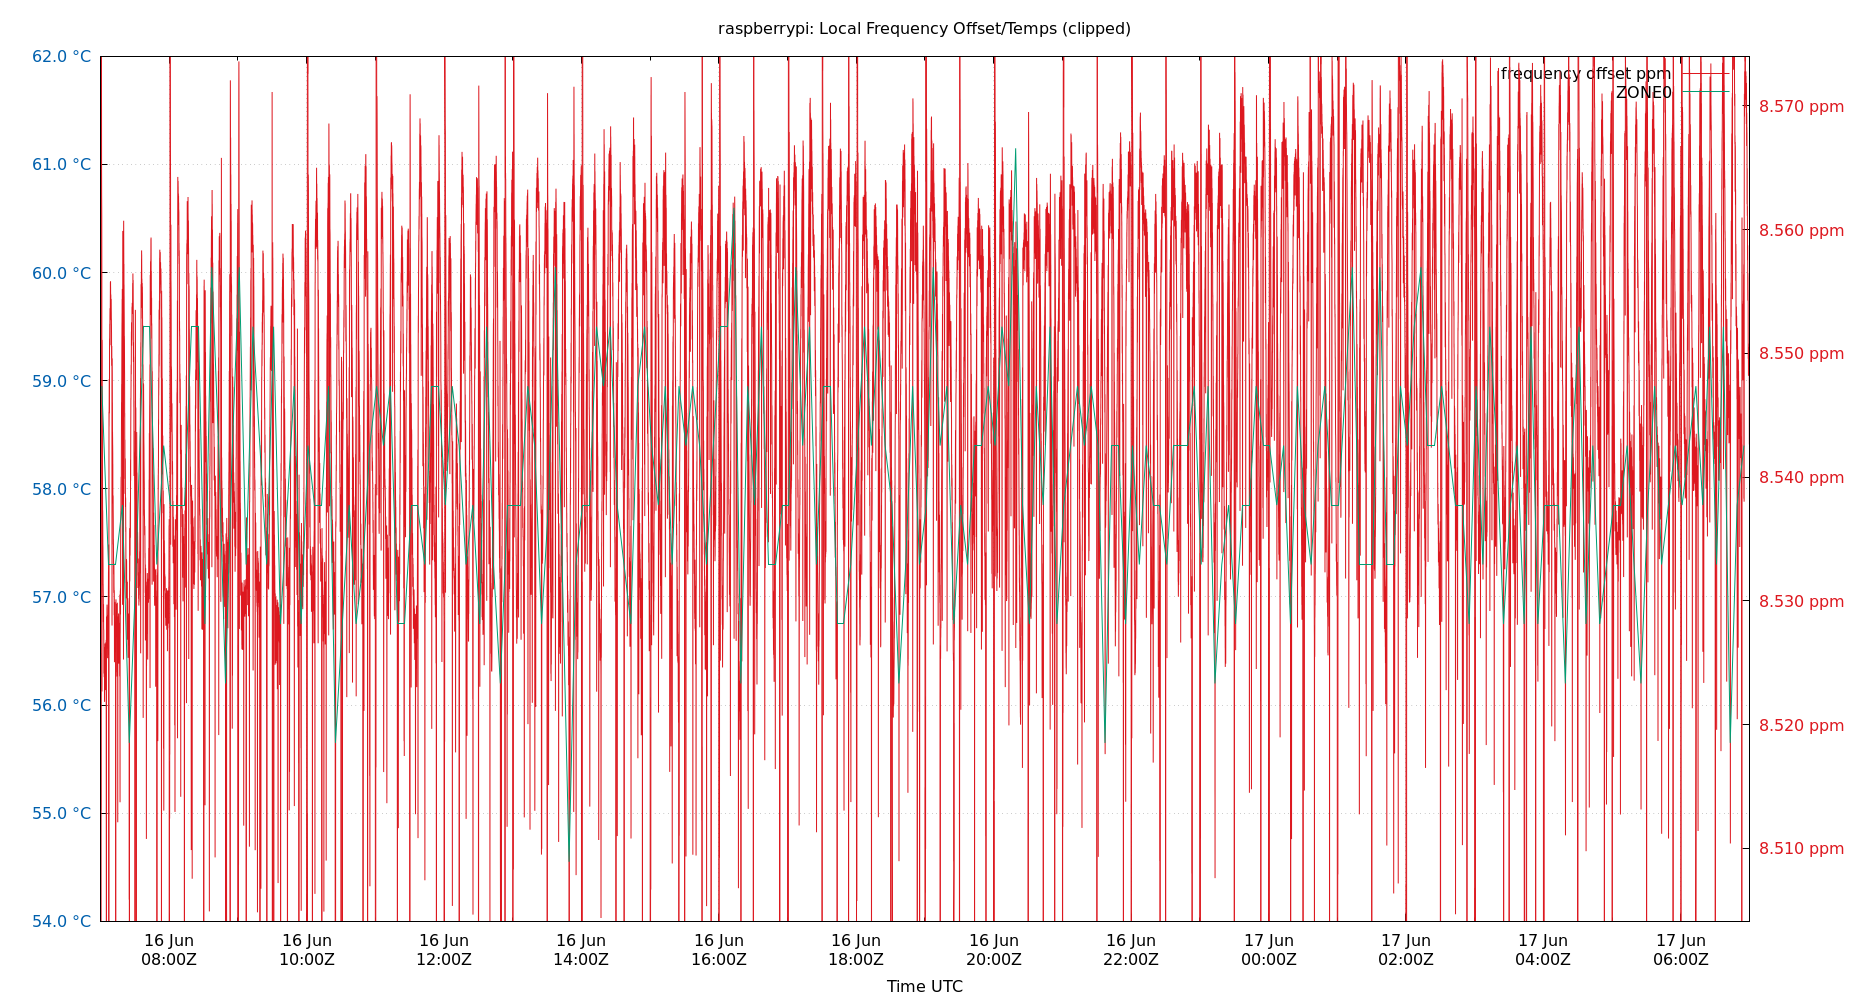 raspberrypi: Local Frequency Offset/Temps (clipped)
62.0 °C
61.0 °C
60.0 °C
59.0 °C
58.0 °C
57.0 °C
56.0 °C
55.0 °C
54.0 °C
frequency offset ppm
ZONE0
8.570 ppm
8.560 ppm
8.550 ppm
8.540 ppm
8.530 ppm
8.520 ppm
8.510 ppm
16 Jun 16 Jun 16 Jun 16 Jun 16 Jun 16 Jun 16 Jun 16 Jun 17 Jun 17 Jun 17 Jun 17 Jun
08:00Z 10:00Z 12:00Z 14:00Z 16:00Z 18:00Z 20:00Z 22:00Z 00:00Z 02:00Z 04:00Z 06:00Z
Time UTC